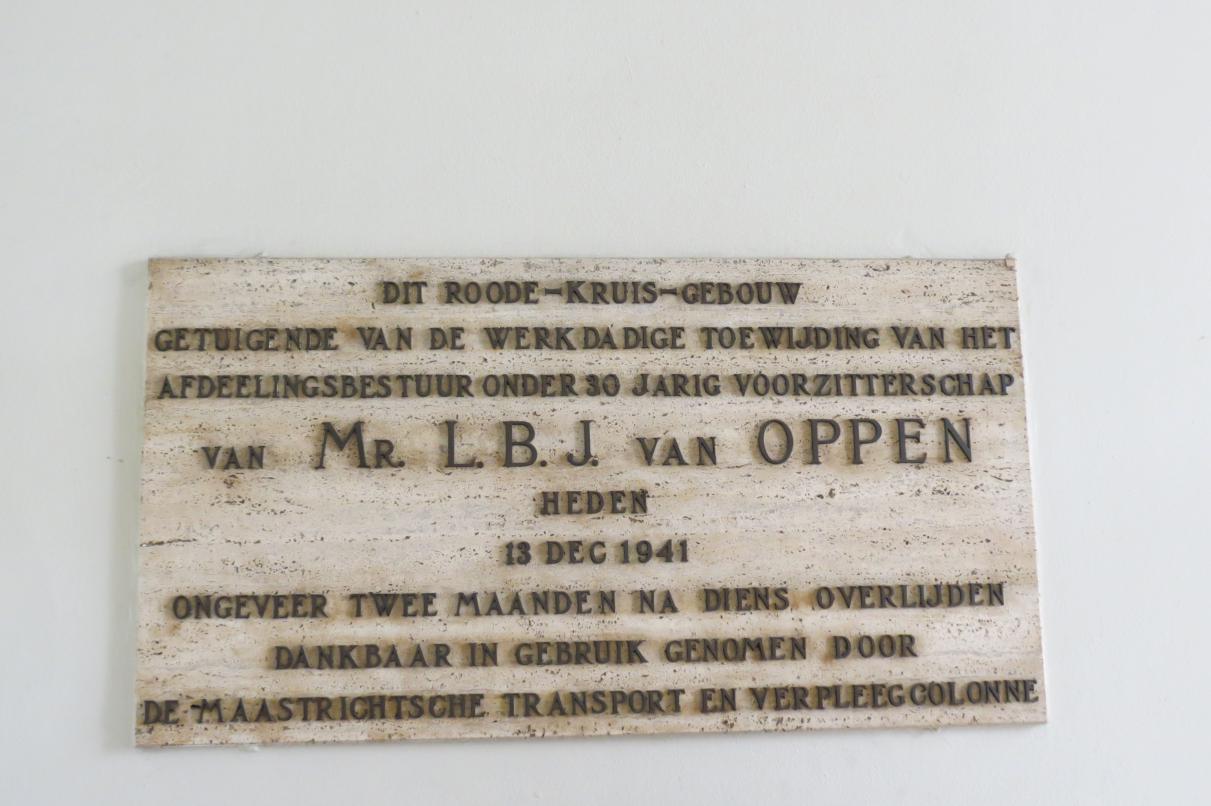 DIT ROODE-KRUIS-GEBOUW
GETUIGENDE VAN DE WERKDADIGE TOEWIJDING VAN HET
AFDEELINGSBESTUUR ONDER 30 JARIG VOORZITTERSCHAP
VAN MR. L.B.J. VAN OPPEN
HEDEN
13 DEC 1941
ONGEVEER TWEE MAANDEN NA DIENS OVERLIJDEN
DANKBAAR IN GEBRUIK GENOMEN DOOR
DE MAASTRICHTSCHE TRANSPORT EN VERPLEEGCOLONNE